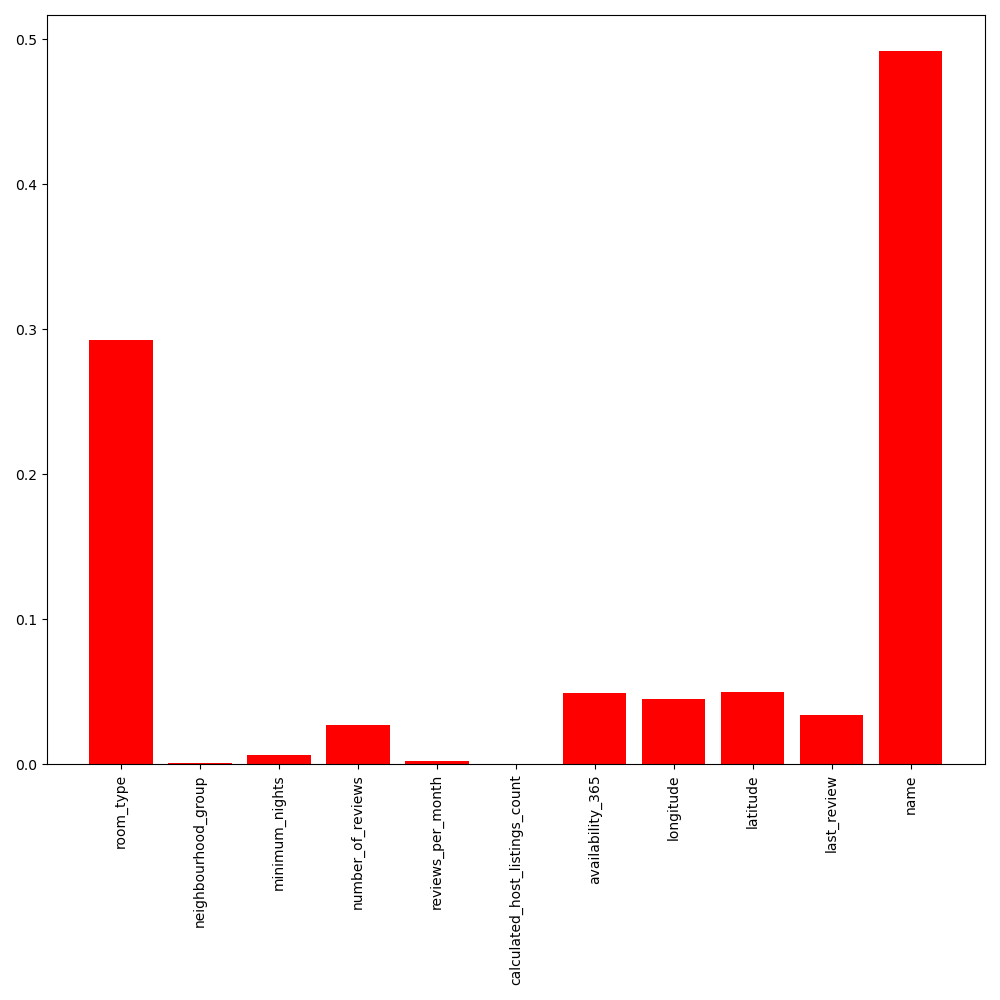 0.5
0.4
0.3
0.2
0.1
0.0
room_type
neighbourhood_group
minimum_nights
number_of_reviews
reviews_per_month
calculated_host_listings_count
availability_365
longitude
latitude
last_review
name